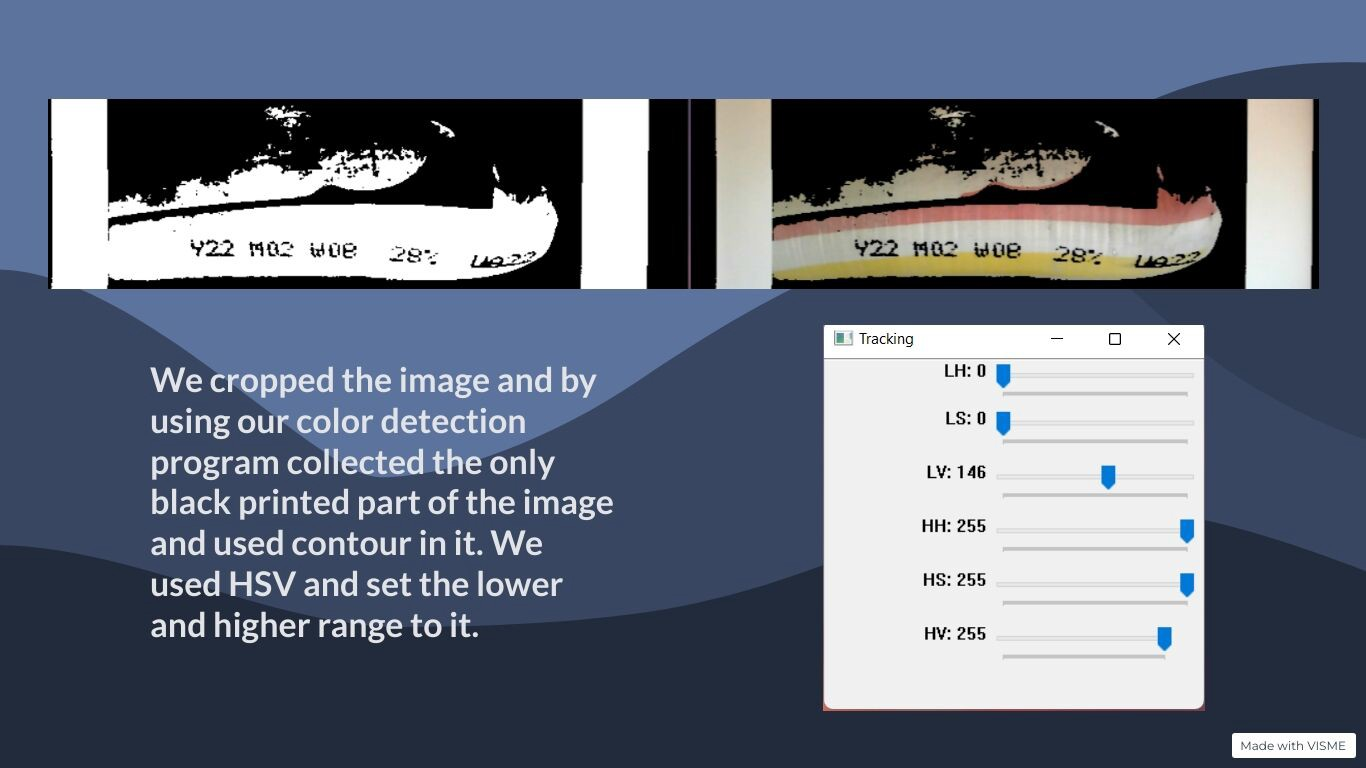 Y22 M02 W08 28%
Y22 M02 W08 28%
We cropped the image and by
using our color detection
program collected the only
black printed part of the image
and used contour in it. We
used HSV and set the lower
and higher range to it.
Tracking
LH: 0
LS: 0
LV: 146
HH: 255
HS: 255
HV: 255
Made with VISME